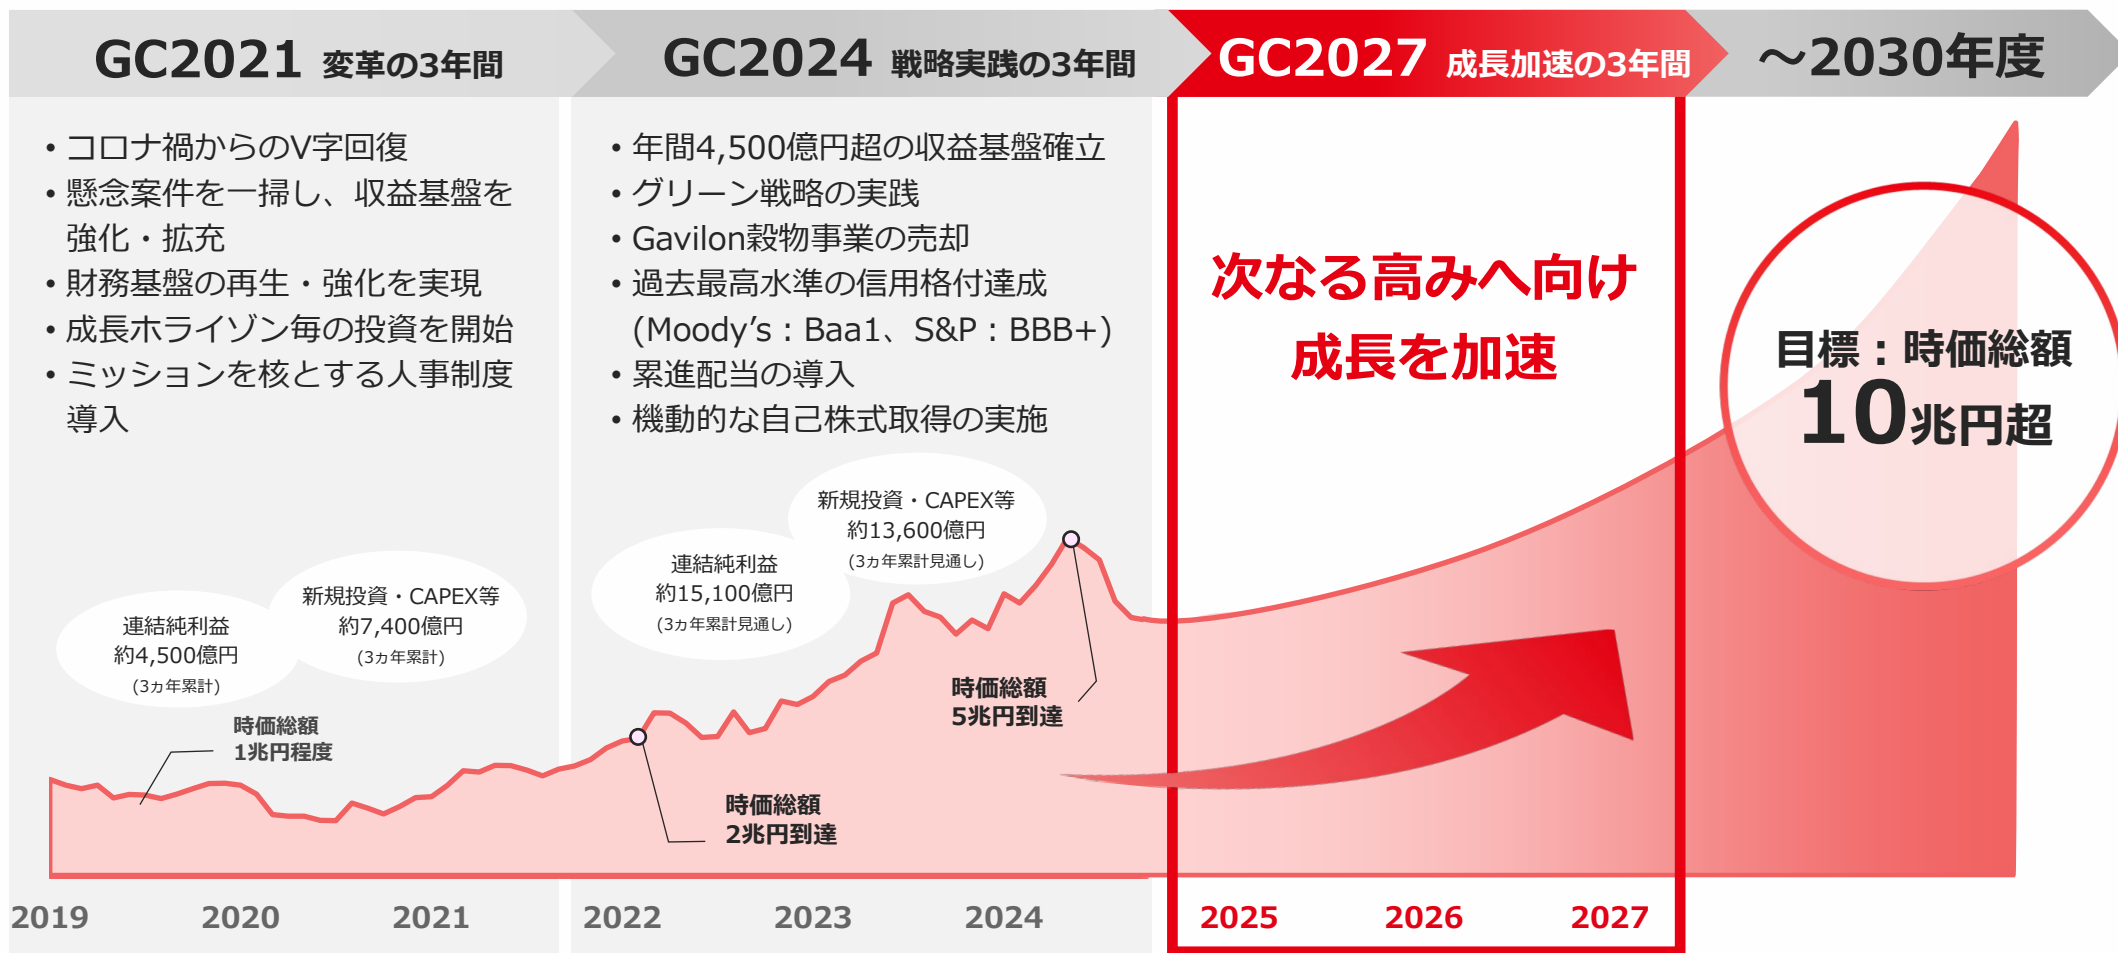 GC2021 変革の3年間
GC2024 戦略実践の3年間
GC2027 成長加速の3年間
～2030年度
• コロナ禍からのV字回復
• 懸念案件を一掃し、収益基盤を
強化・拡充
• 財務基盤の再生・強化を実現
• 成長ホライゾン毎の投資を開始
• ミッションを核とする人事制度
導入
• 年間4,500億円超の収益基盤確立
• グリーン戦略の実践
• Gavilon穀物事業の売却
• 過去最高水準の信用格付達成
(Moody’s：Baa1、S&P：BBB+)
• 累進配当の導入
• 機動的な自己株式取得の実施
次なる高みへ向け
成長を加速
目標：時価総額
10兆円超
連結純利益
約4,500億円
(3ヵ年累計)
新規投資・CAPEX等
約7,400億円
(3ヵ年累計)
連結純利益
約15,100億円
(3ヵ年累計見通し)
新規投資・CAPEX等
約13,600億円
(3ヵ年累計見通し)
時価総額
1兆円程度
時価総額
2兆円到達
時価総額
5兆円到達
2019
2020
2021
2022
2023
2024
2025
2026
2027